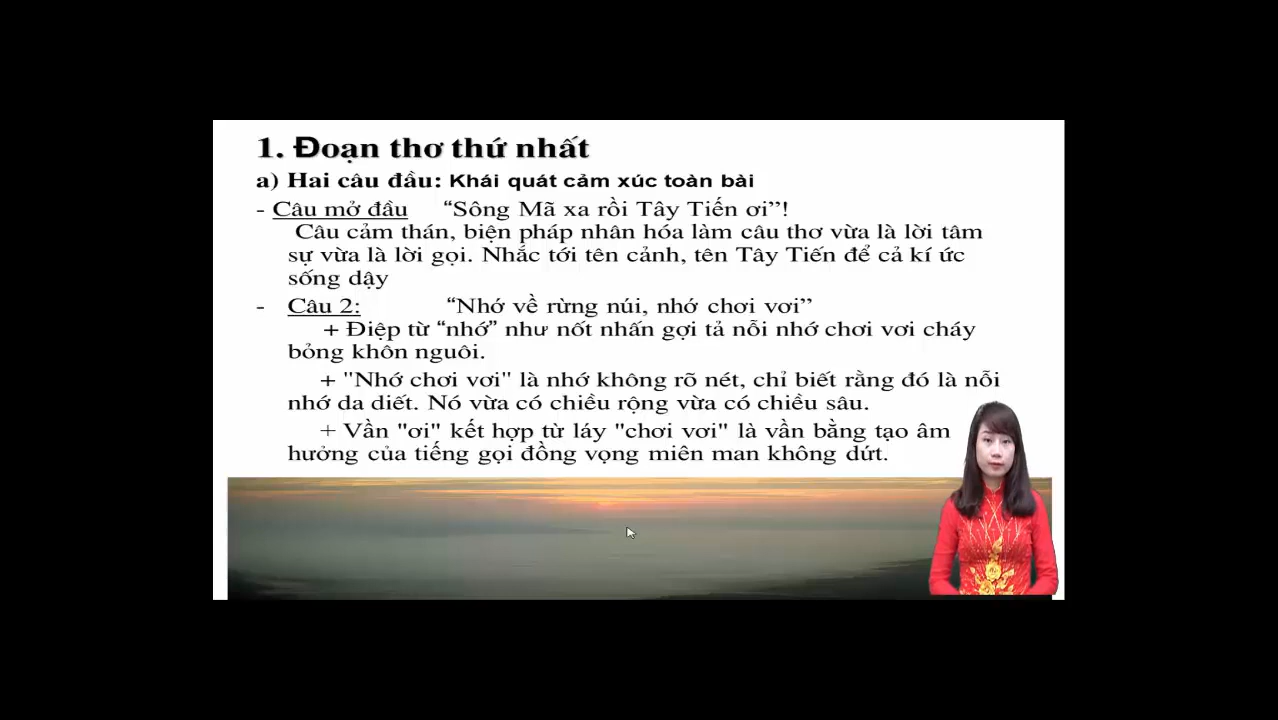 1. Đoạn thơ thứ nhất
a) Hai câu đầu: Khái quát cảm xúc toàn bài
- Câu mở đầu “Sông Mã xa rồi Tây Tiến ơi”!
Câu cảm thán, biện pháp nhân hóa làm câu thơ vừa là lời tâm
sự vừa là lời gọi. Nhắc tới tên cảnh, tên Tây Tiến để cả kí ức
sống dậy
- Câu 2: “Nhớ về rừng núi, nhớ chơi vơi”
+ Điệp từ “nhớ” như nốt nhấn gợi tả nỗi nhớ chơi vơi cháy
bỏng khôn nguôi.
+ "Nhớ chơi vơi" là nhớ không rõ nét, chỉ biết rằng đó là nỗi
nhớ da diết. Nó vừa có chiều rộng vừa có chiều sâu.
+ Vần "ơi" kết hợp từ láy "chơi vơi" là vần bằng tạo âm
hưởng của tiếng gọi đồng vọng miên man không dứt.